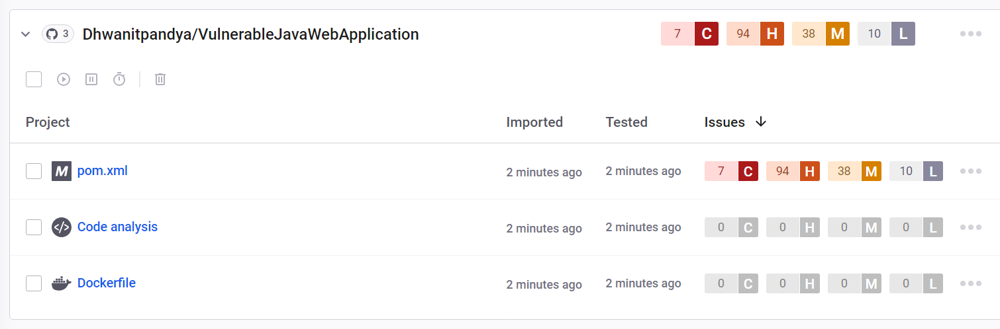 3 Dhwanitpandya/VulnerableJavaWebApplication 7 C 94 H 38 M 10 L
Project Imported Tested Issues
M pom.xml 2 minutes ago 2 minutes ago 7 C 94 H 38 M 10 L
</> Code analysis 2 minutes ago 2 minutes ago 0 C 0 H 0 M 0 L
Dockerfile 2 minutes ago 2 minutes ago 0 C 0 H 0 M 0 L